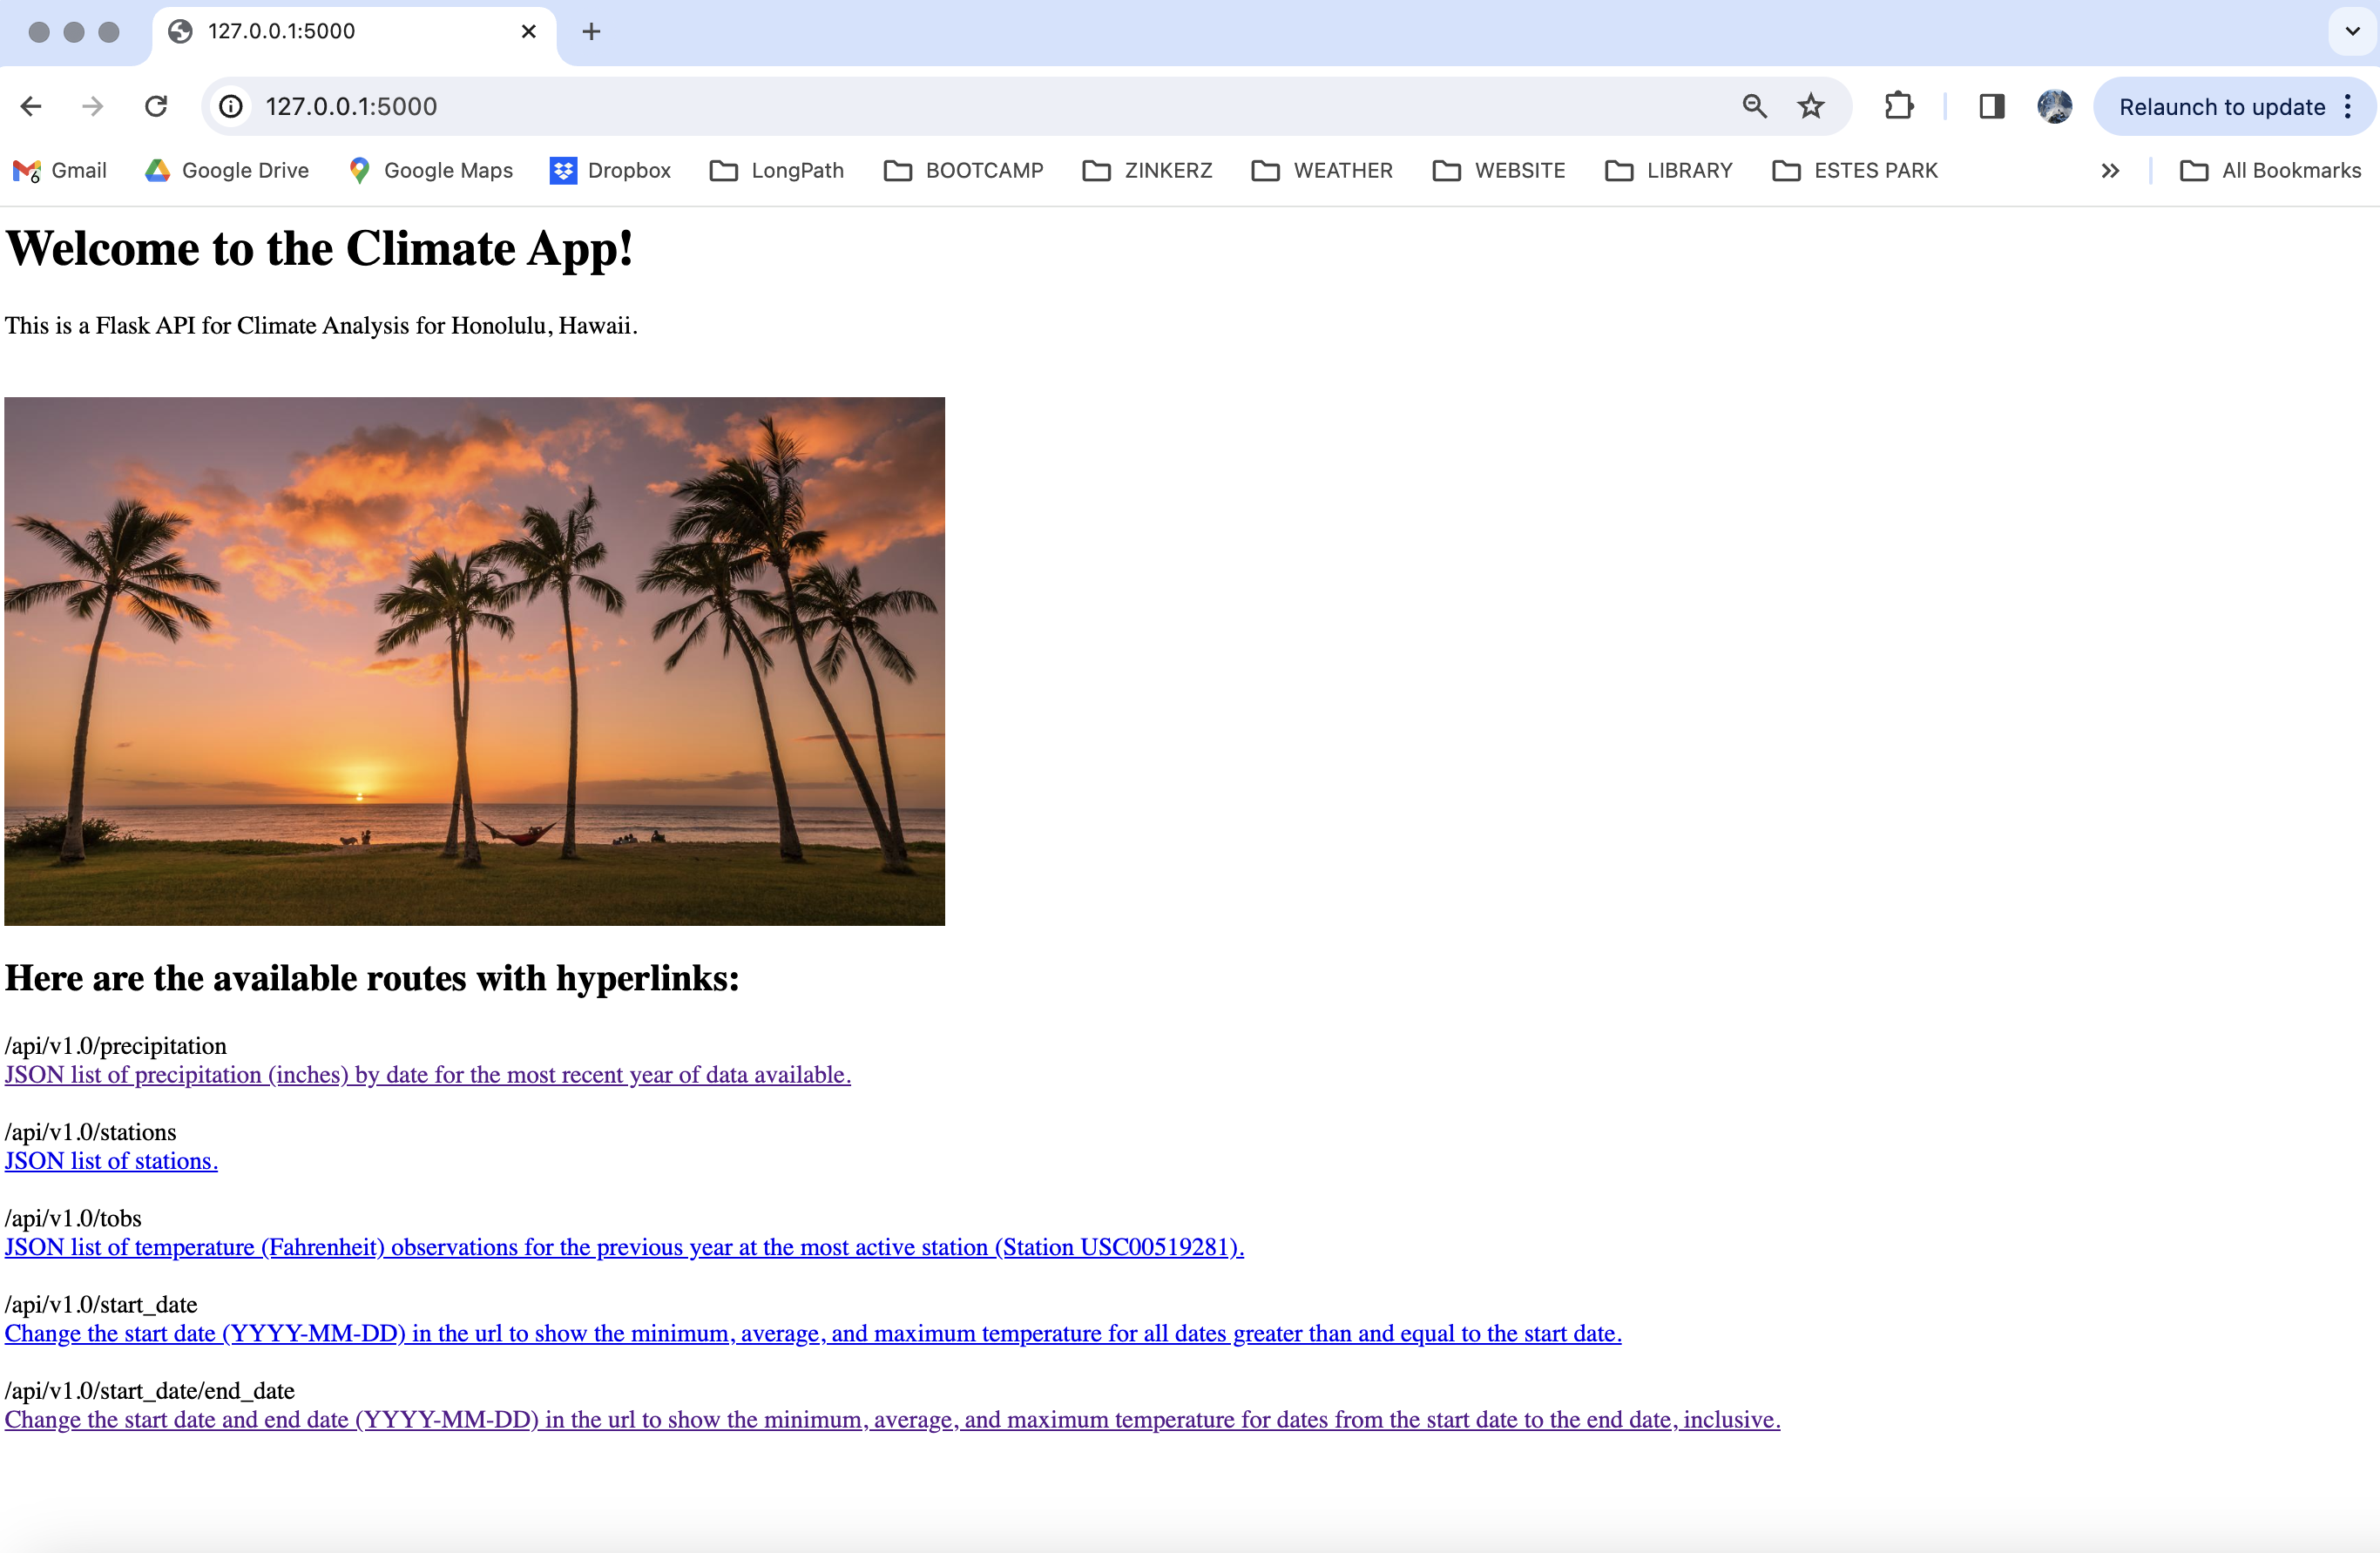 127.0.0.1:5000
127.0.0.1:5000
Relaunch to update
6
Gmail
Google Drive
Google Maps
Dropbox
LongPath
BOOTCAMP
ZINKERZ
WEATHER
WEBSITE
LIBRARY
ESTES PARK
All Bookmarks
Welcome to the Climate App!
This is a Flask API for Climate Analysis for Honolulu, Hawaii.
Here are the available routes with hyperlinks:
/api/v1.0/precipitation
JSON list of precipitation (inches) by date for the most recent year of data available.
/api/v1.0/stations
JSON list of stations.
/api/v1.0/tobs
JSON list of temperature (Fahrenheit) observations for the previous year at the most active station (Station USC00519281).
/api/v1.0/start_date
Change the start date (YYYY-MM-DD) in the url to show the minimum, average, and maximum temperature for all dates greater than and equal to the start date.
/api/v1.0/start_date/end_date
Change the start date and end date (YYYY-MM-DD) in the url to show the minimum, average, and maximum temperature for dates from the start date to the end date, inclusive.